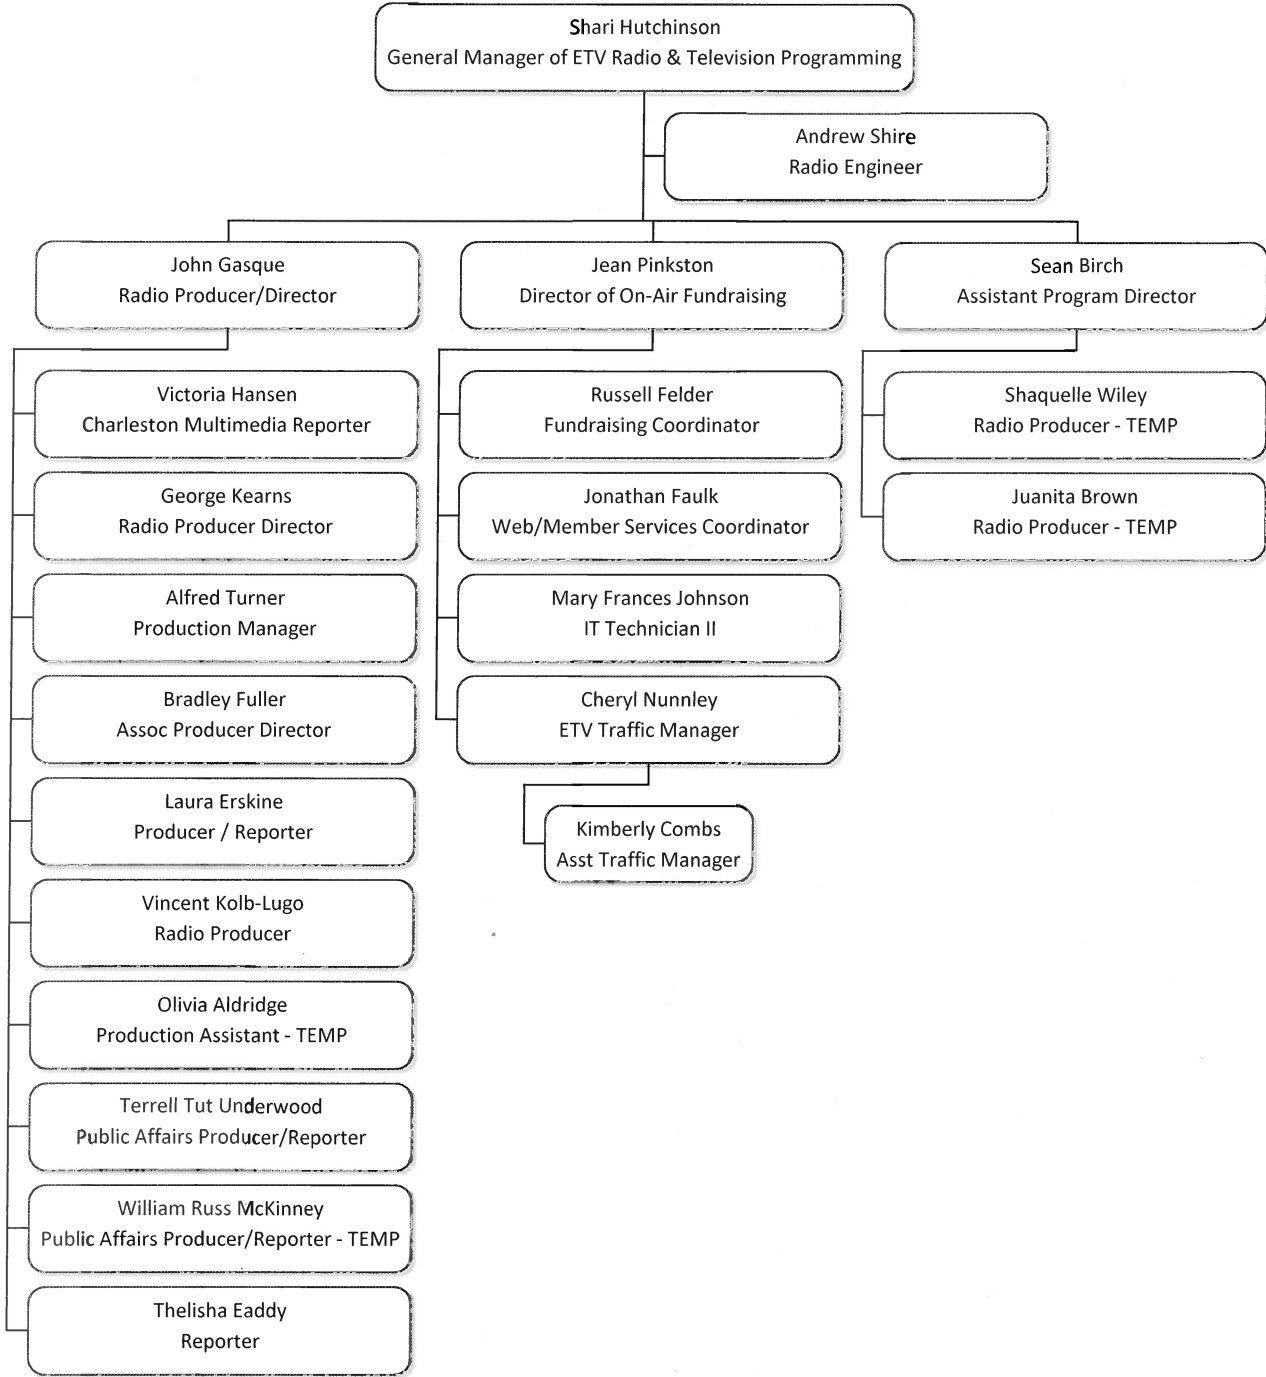 Shari Hutchinson
General Manager of ETV Radio & Television Programming
Andrew Shire
Radio Engineer
John Gasque
Radio Producer/Director
Victoria Hansen
Charleston Multimedia Reporter
George Kearns
Radio Producer Director
Alfred Turner
Production Manager
Bradley Fuller
Assoc Producer Director
Laura Erskine
Producer / Reporter
Vincent Kolb-Lugo
Radio Producer
Olivia Aldridge
Production Assistant - TEMP
Terrell Tut Underwood
Public Affairs Producer/Reporter
William Russ McKinney
Public Affairs Producer/Reporter - TEMP
Thelisha Eaddy
Reporter
Jean Pinkston
Director of On-Air Fundraising
Russell Felder
Fundraising Coordinator
Jonathan Faulk
Web/Member Services Coordinator
Mary Frances Johnson
IT Technician II
Cheryl Nunnley
ETV Traffic Manager
Kimberly Combs
Asst Traffic Manager
Sean Birch
Assistant Program Director
Shaquelle Wiley
Radio Producer - TEMP
Juanita Brown
Radio Producer - TEMP